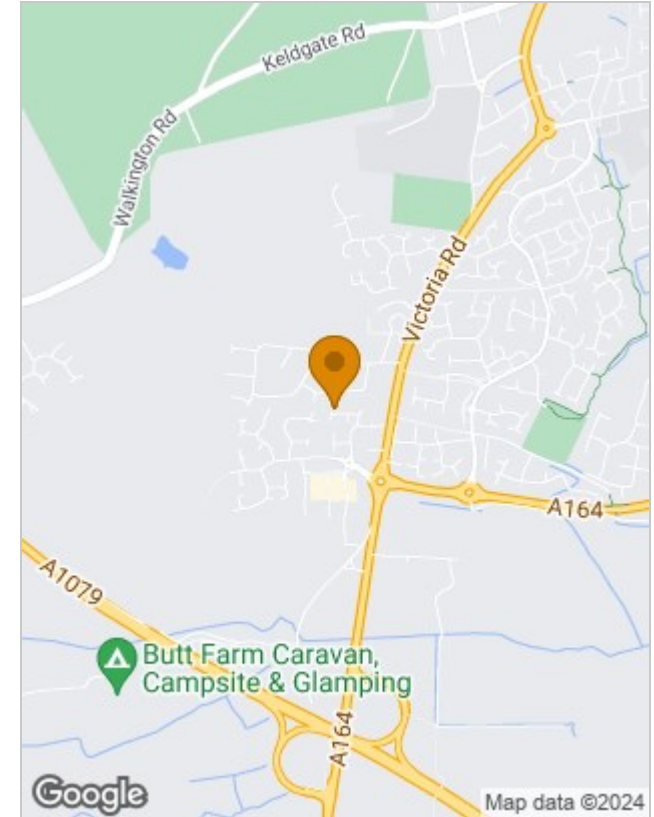 Keldgate Rd
Walkington Rd
Victoria Rd
A164
A1079
Butt Farm Caravan,
Campsite & Glamping
A164
Google
Map data ©2024